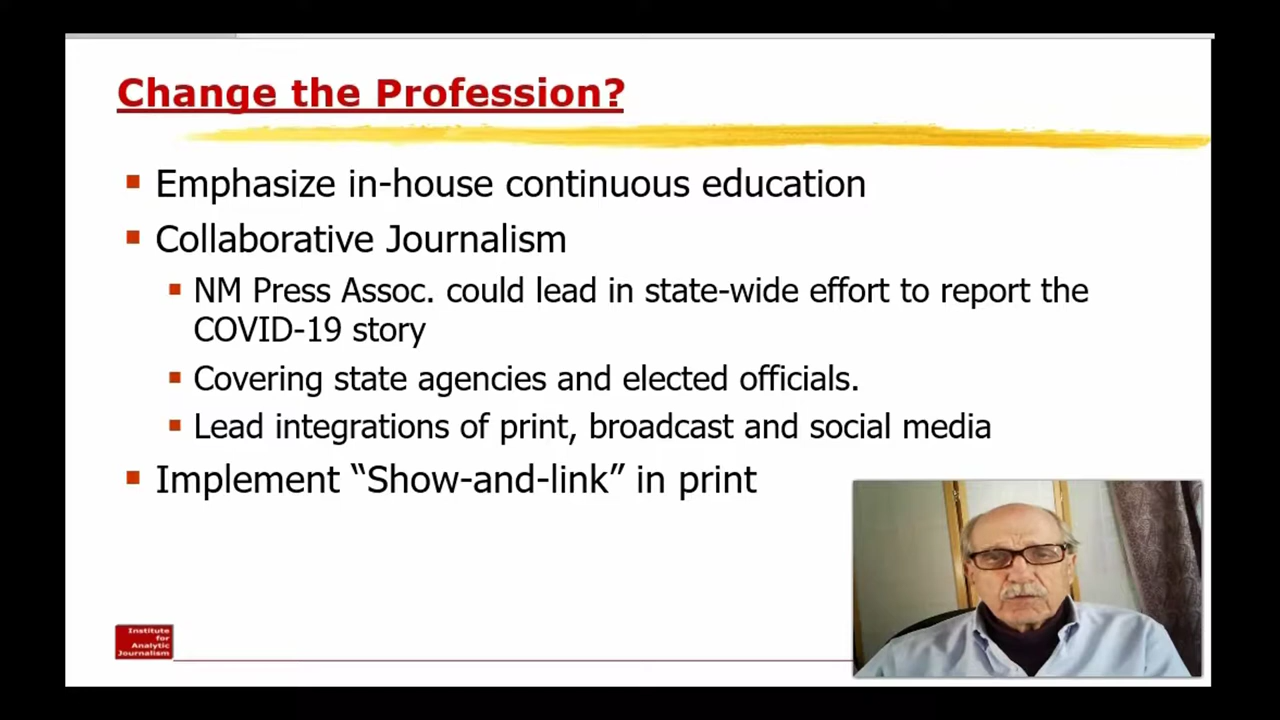 Change the Profession?
Emphasize in-house continuous education
Collaborative Journalism
NM Press Assoc. could lead in state-wide effort to report the
COVID-19 story
Covering state agencies and elected officials.
Lead integrations of print, broadcast and social media
Implement “Show-and-link” in print
Institute
for
Analytic
Journalism